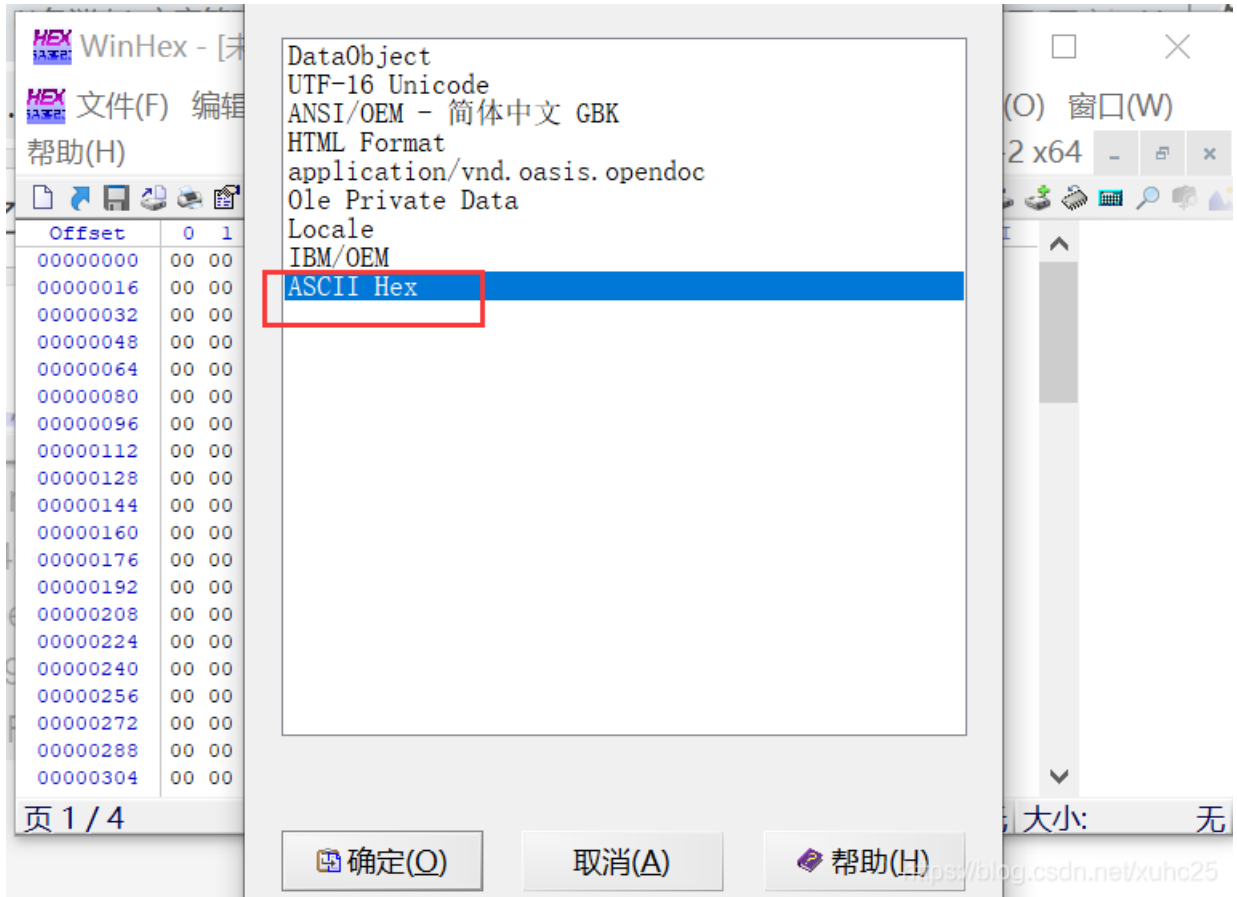 WinHex - [未
文件(F) 编辑
(O) 窗口(W)
帮助(H)
2 x64
DataObject
UTF-16 Unicode
ANSI/OEM - 简体中文 GBK
HTML Format
application/vnd.oasis.opendoc
Ole Private Data
Locale
IBM/OEM
ASCII Hex
Offset 0 1
00000000 00 00
00000016 00 00
00000032 00 00
00000048 00 00
00000064 00 00
00000080 00 00
00000096 00 00
00000112 00 00
00000128 00 00
00000144 00 00
00000160 00 00
00000176 00 00
00000192 00 00
00000208 00 00
00000224 00 00
00000240 00 00
00000256 00 00
00000272 00 00
00000288 00 00
00000304 00 00
页 1 / 4
大小: 无
确定(O) 取消(A) 帮助(H)
https://blog.csdn.net/xuhc25